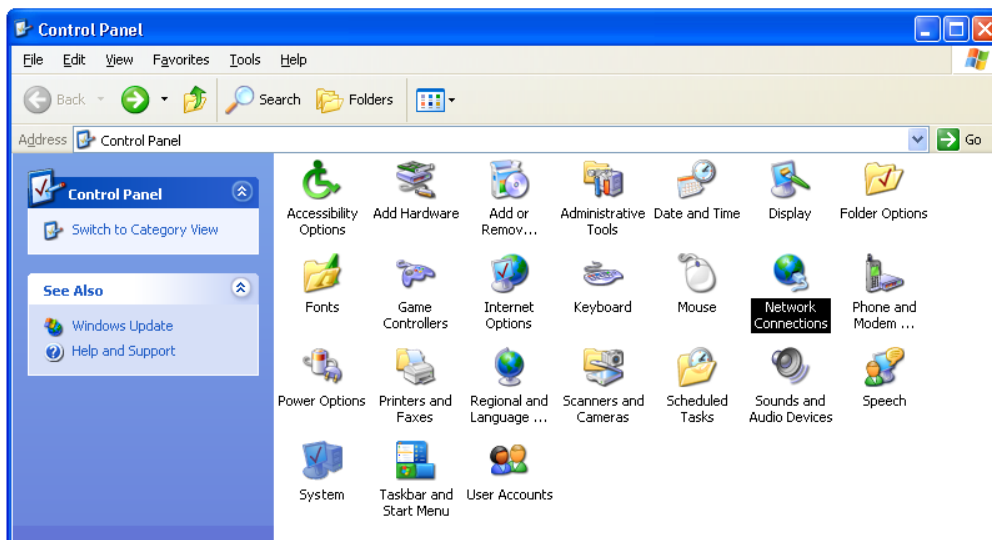 Control Panel
File Edit View Favorites Tools Help
Back Search Folders
Address Control Panel Go
Control Panel
Switch to Category View
See Also
Windows Update
Help and Support
Accessibility Options
Add Hardware
Add or Remov...
Administrative Tools
Date and Time
Display
Folder Options
Fonts
Game Controllers
Internet Options
Keyboard
Mouse
Network Connections
Phone and Modem ...
Power Options
Printers and Faxes
Regional and Language ...
Scanners and Cameras
Scheduled Tasks
Sounds and Audio Devices
Speech
System
Taskbar and Start Menu
User Accounts